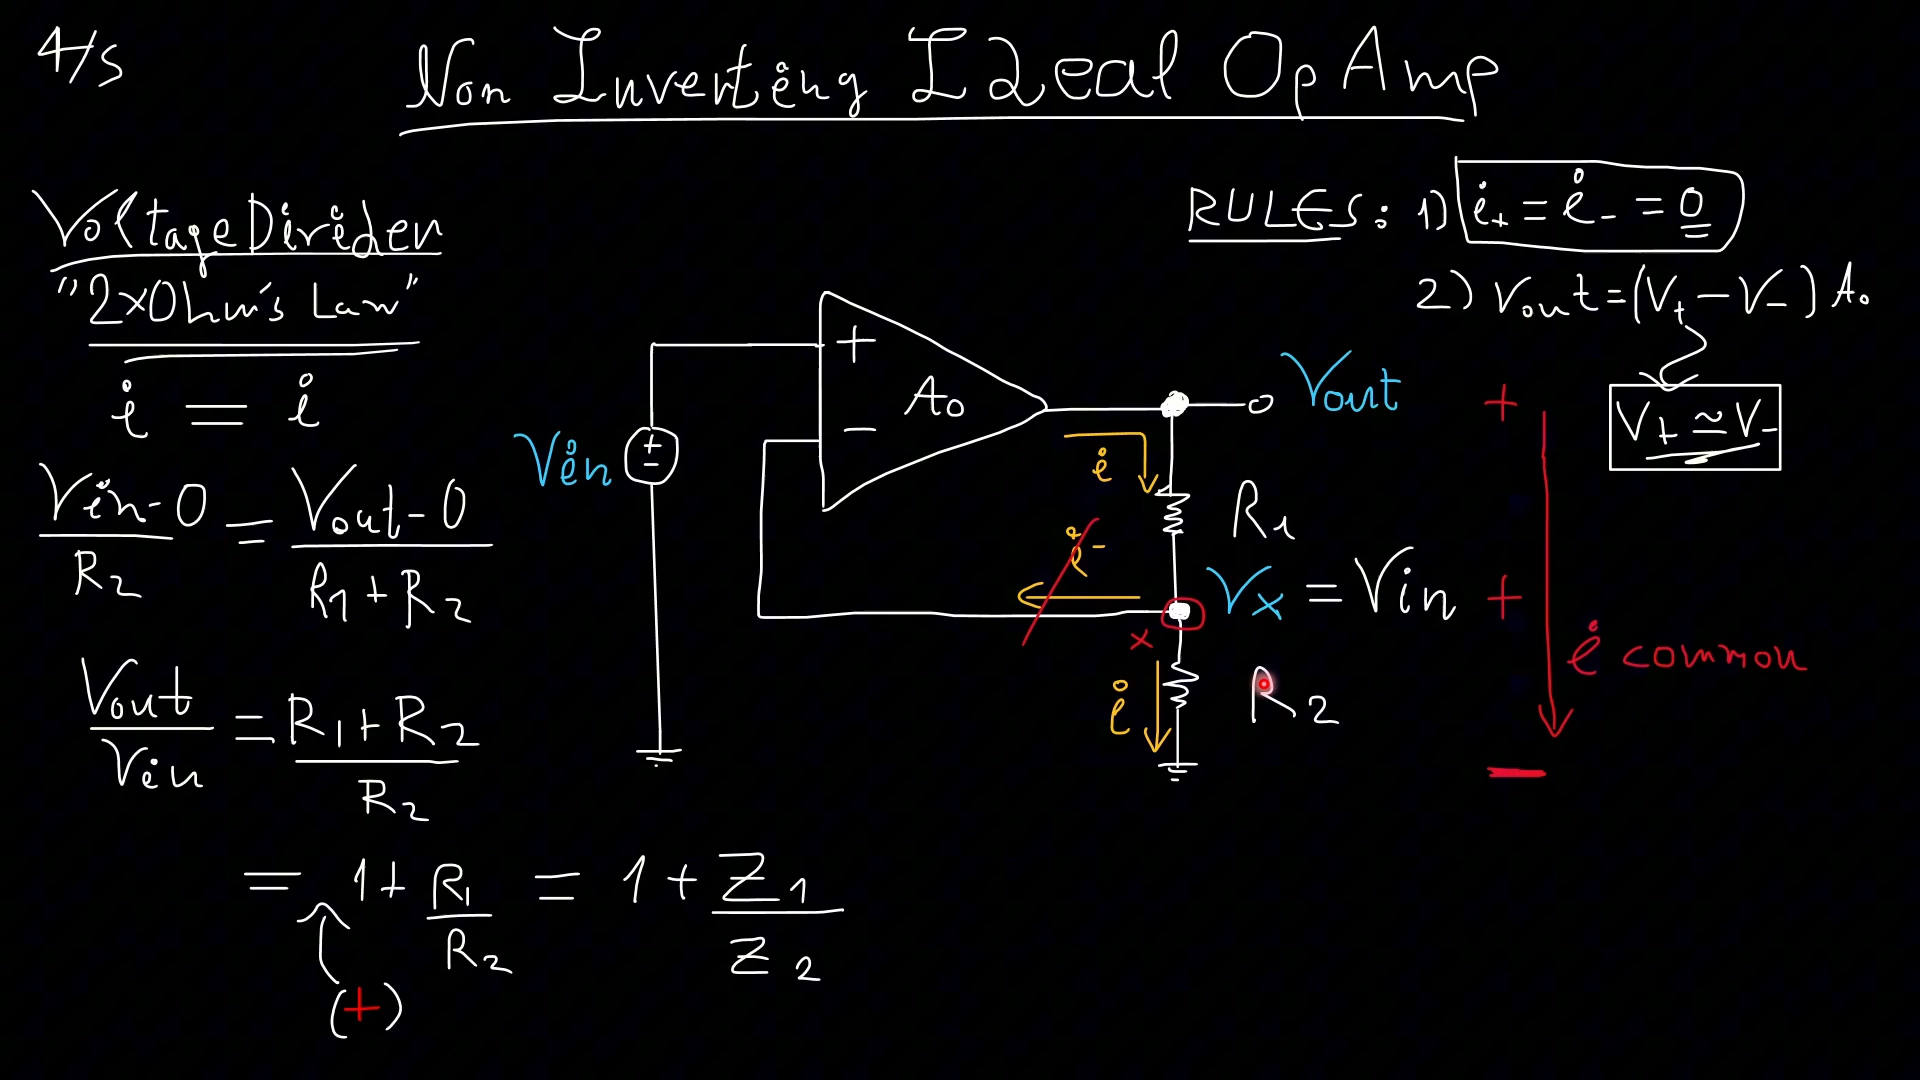 4/5
Non Inverting Ideal Op Amp
Voltage Divider
"2xOhm's Law"
i = i
Vin-0 / R2 = Vout-0 / R1+R2
Vout / Vin = R1+R2 / R2
= 1+ R1 / R2 = 1+ Z1 / Z2
(+)
Vin
+
-
+
-
A0
Vout
i
R1
i-
Vx = Vin
x
i
R2
RULES: 1) i+ = i- = 0
2) Vout=(V+ - V-) A0
V+ ≃ V-
+
+
i common
-